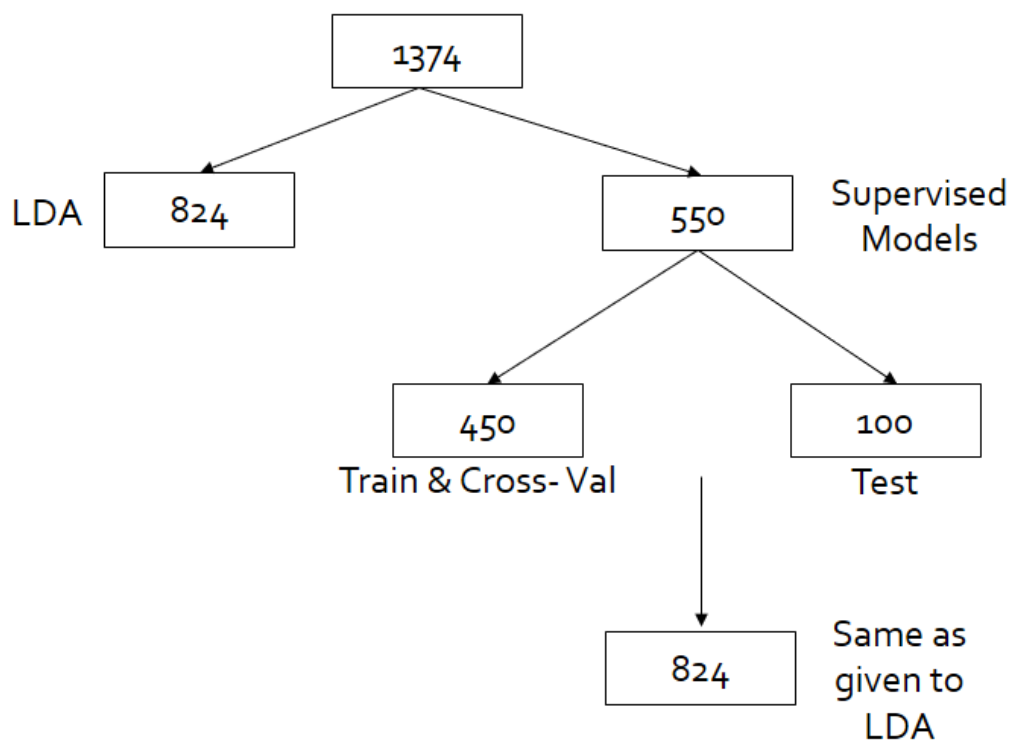 1374
LDA
824
550
Supervised
Models
450
100
Train & Cross- Val
Test
824
Same as
given to
LDA